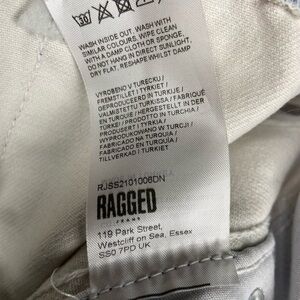 WASH INSIDE OUT. WASH WITH
SIMILAR COLOURS. WIPE CLEAN
WITH A DAMP CLOTH OR SPONGE.
DO NOT HANG IN DIRECT SUNLIGHT.
DRY FLAT. RESHAPE WHILST DAMP
VYROBENO V TURECKU /
FREMSTILLET I TYRKIET /
GEPRODUCEERD IN TURKIJE /
VALMISTETTU TURKISSA / FABRIQUÉ
EN TURQUIE / HERGESTELLT IN DER
TÜRKEI / PRODOTTO IN TURCHIA /
PRODUSERT I TYRKIA /
WYPRODUKOWANO W TURCJI /
FABRICADO EN TURQUÍA /
TILLVERKAD I TURKIET
RJSS2101006DN
RAGGED
JEANS
119 Park Street,
Westcliff on Sea, Essex
SS0 7PD UK